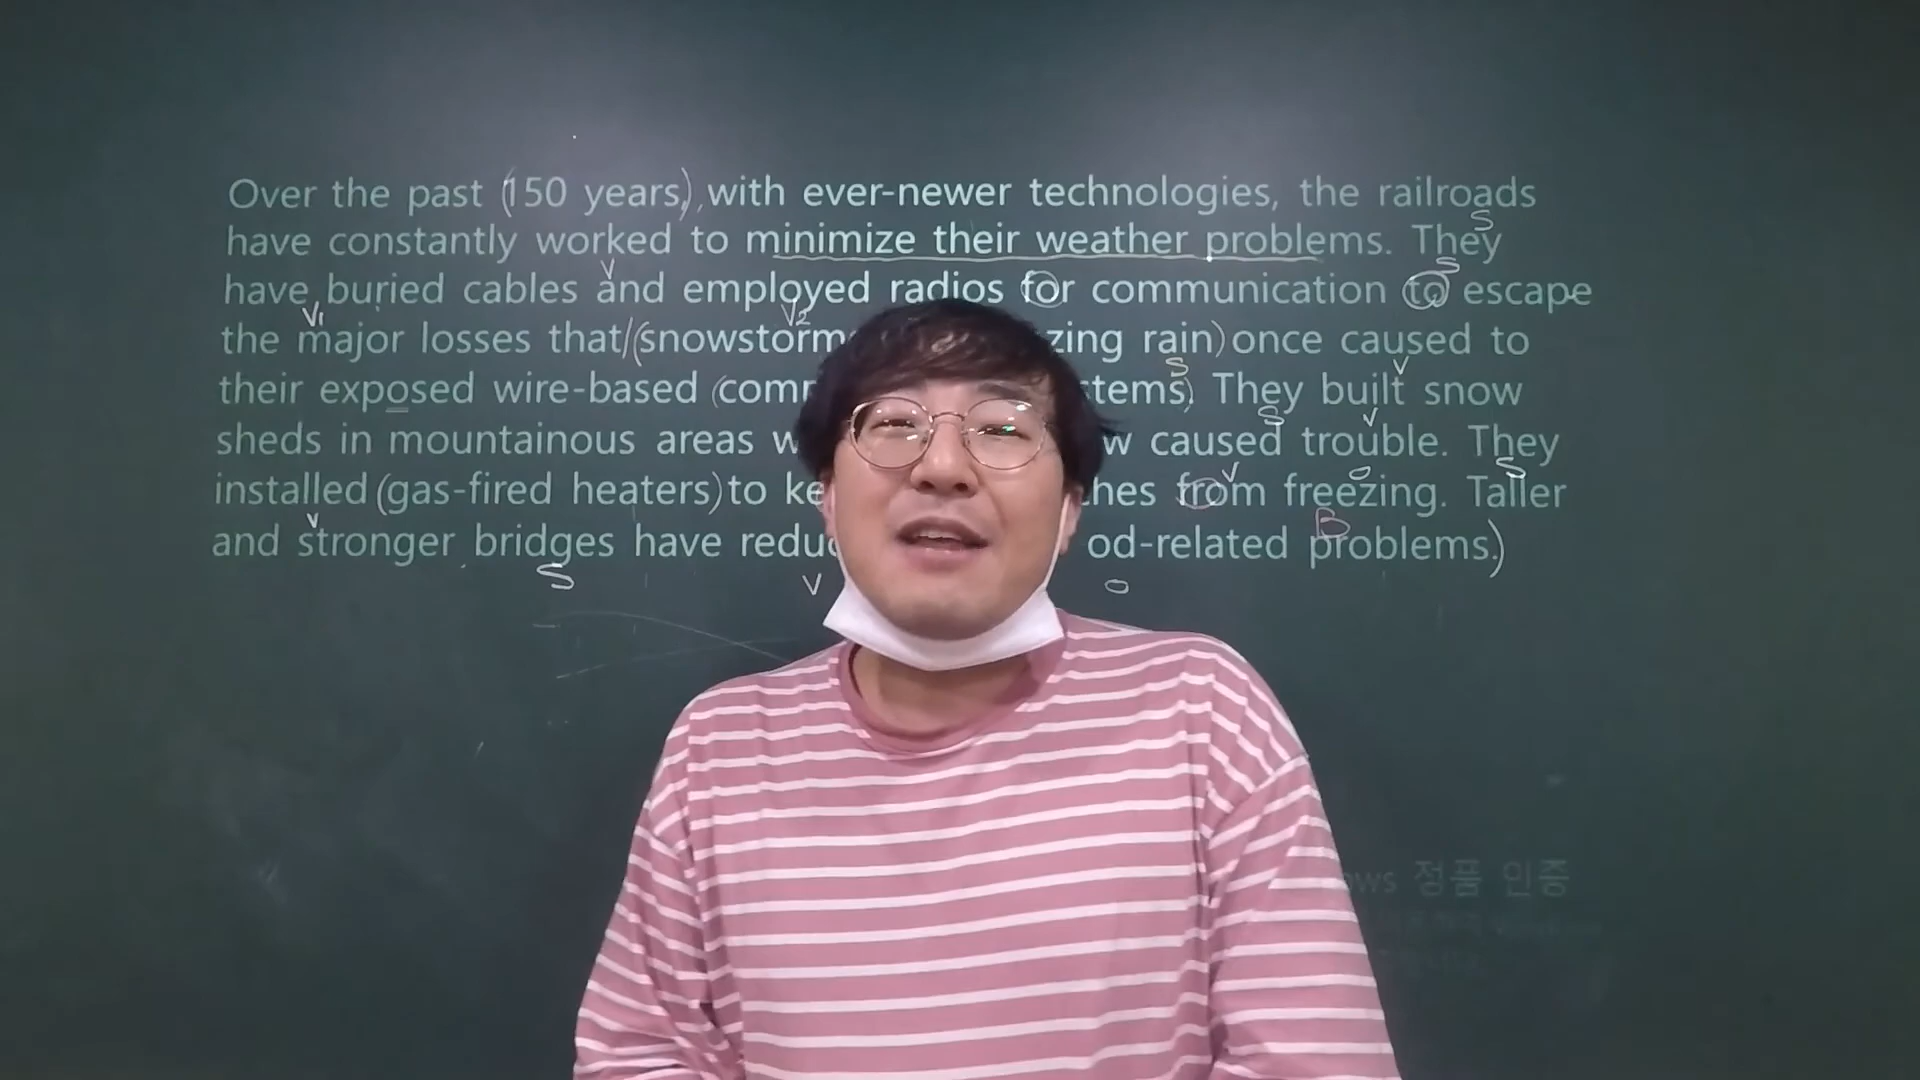 Over the past (150 years,) with ever-newer technologies, the railroads
have constantly worked to minimize their weather problems. They
have buried cables and employed radios for communication to escape
the major losses that/(snowstorm zing rain) once caused to
their exposed wire-based (com stems) They built snow
sheds in mountainous areas w w caused trouble. They
installed (gas-fired heaters) to ke ches from freezing. Taller
and stronger bridges have redu od-related problems.)
ows 정품 인증